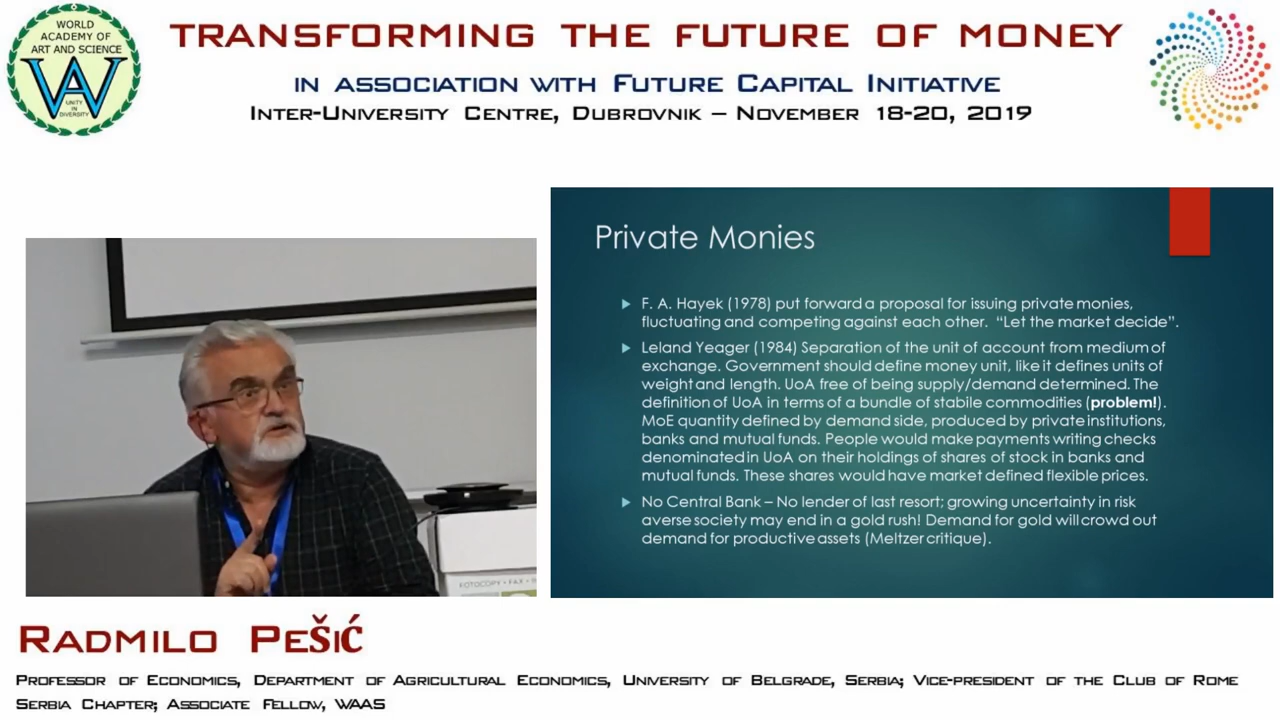 WORLD
ACADEMY OF
ART AND SCIENCE
UNITY
IN
DIVERSITY
TRANSFORMING THE FUTURE OF MONEY
IN ASSOCIATION WITH FUTURE CAPITAL INITIATIVE
INTER-UNIVERSITY CENTRE, DUBROVNIK – NOVEMBER 18-20, 2019
Private Monies
F. A. Hayek (1978) put forward a proposal for issuing private monies,
fluctuating and competing against each other. “Let the market decide”.
Leland Yeager (1984) Separation of the unit of account from medium of
exchange. Government should define money unit, like it defines units of
weight and length. UoA free of being supply/demand determined. The
definition of UoA in terms of a bundle of stabile commodities (problem!).
MoE quantity defined by demand side, produced by private institutions,
banks and mutual funds. People would make payments writing checks
denominated in UoA on their holdings of shares of stock in banks and
mutual funds. These shares would have market defined flexible prices.
No Central Bank – No lender of last resort; growing uncertainty in risk
averse society may end in a gold rush! Demand for gold will crowd out
demand for productive assets (Meltzer critique).
FOTOCOPY • FAX •
RADMILO PEŠIĆ
PROFESSOR OF ECONOMICS, DEPARTMENT OF AGRICULTURAL ECONOMICS, UNIVERSITY OF BELGRADE, SERBIA; VICE-PRESIDENT OF THE CLUB OF ROME
SERBIA CHAPTER; ASSOCIATE FELLOW, WAAS